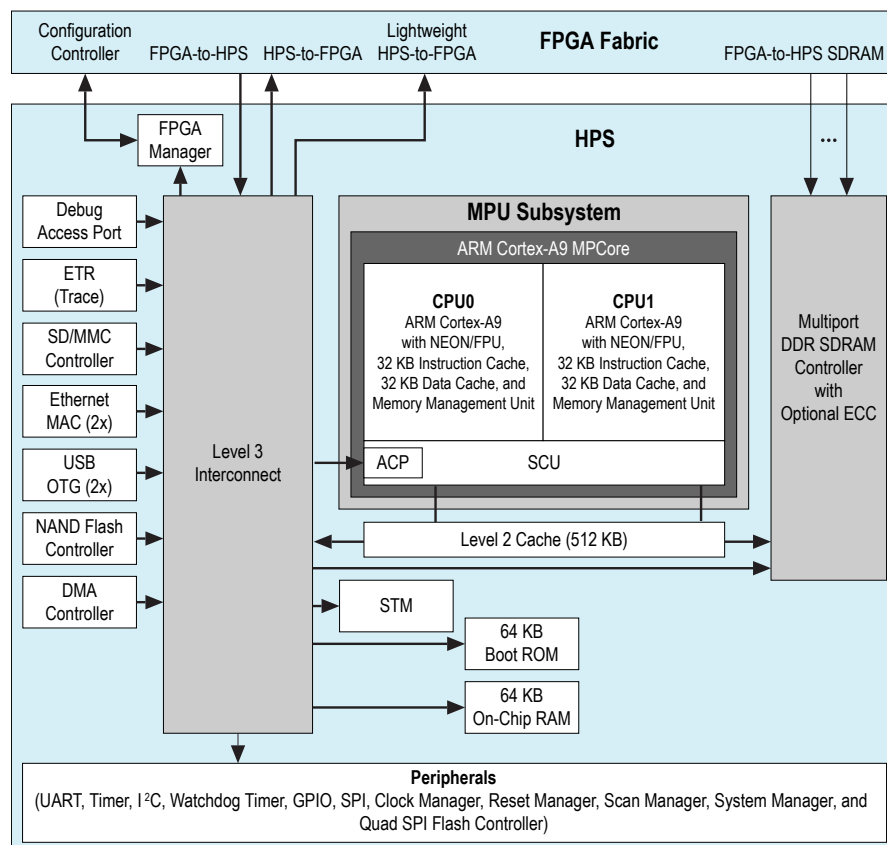 Configuration
Controller
FPGA-to-HPS
HPS-to-FPGA
Lightweight
HPS-to-FPGA
FPGA Fabric
FPGA-to-HPS SDRAM
HPS
FPGA
Manager
...
Debug
Access Port
ETR
(Trace)
SD/MMC
Controller
Ethernet
MAC (2x)
USB
OTG (2x)
NAND Flash
Controller
DMA
Controller
Level 3
Interconnect
MPU Subsystem
ARM Cortex-A9 MPCore
CPU0
ARM Cortex-A9
with NEON/FPU,
32 KB Instruction Cache,
32 KB Data Cache, and
Memory Management Unit
CPU1
ARM Cortex-A9
with NEON/FPU,
32 KB Instruction Cache,
32 KB Data Cache, and
Memory Management Unit
ACP
SCU
Level 2 Cache (512 KB)
Multiport
DDR SDRAM
Controller
with
Optional ECC
STM
64 KB
Boot ROM
64 KB
On-Chip RAM
Peripherals
(UART, Timer, I²C, Watchdog Timer, GPIO, SPI, Clock Manager, Reset Manager, Scan Manager, System Manager, and
Quad SPI Flash Controller)